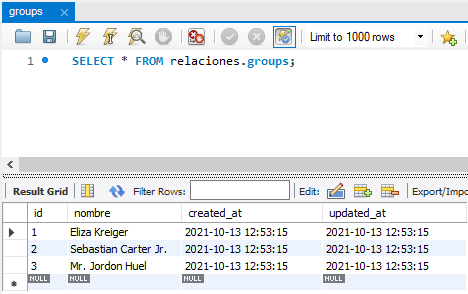 groups
Limit to 1000 rows
1 SELECT * FROM relaciones.groups;
Result Grid Filter Rows: Edit: Export/Impo
id nombre created_at updated_at
1 Eliza Kreiger 2021-10-13 12:53:15 2021-10-13 12:53:15
2 Sebastian Carter Jr. 2021-10-13 12:53:15 2021-10-13 12:53:15
3 Mr. Jordon Huel 2021-10-13 12:53:15 2021-10-13 12:53:15
NULL NULL NULL NULL